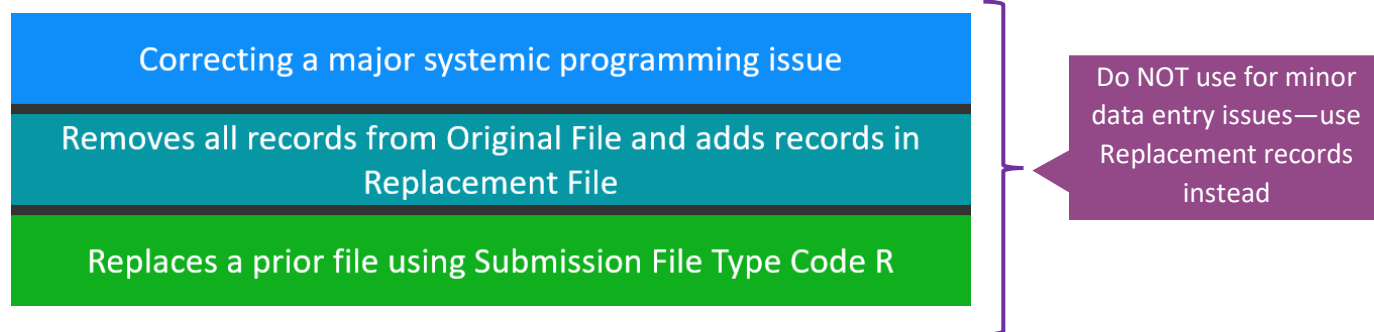 Correcting a major systemic programming issue
Removes all records from Original File and adds records in
Replacement File
Replaces a prior file using Submission File Type Code R
Do NOT use for minor
data entry issues—use
Replacement records
instead